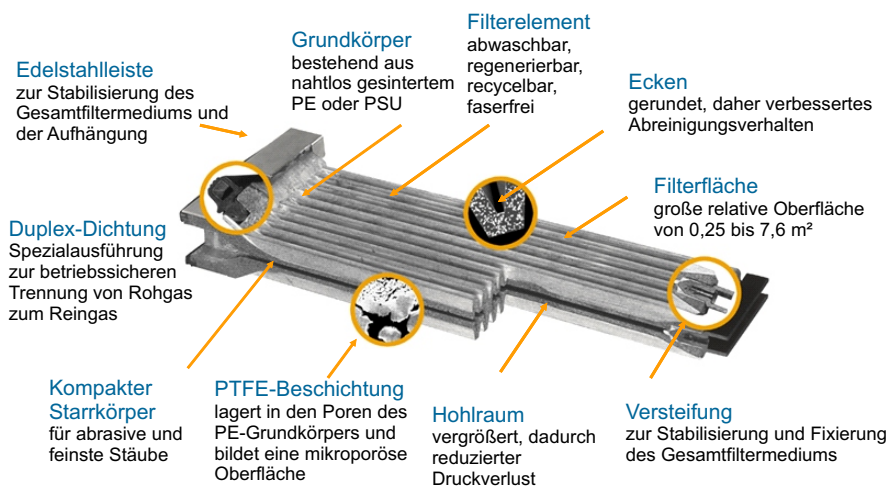 Edelstahlleiste
zur Stabilisierung des
Gesamtfiltermediums und
der Aufhängung
Grundkörper
bestehend aus
nahtlos gesintertem
PE oder PSU
Filterelement
abwaschbar,
regenerierbar,
recycelbar,
faserfrei
Ecken
gerundet, daher verbessertes
Abreinigungsverhalten
Filterfläche
große relative Oberfläche
von 0,25 bis 7,6 m²
Duplex-Dichtung
Spezialausführung
zur betriebssicheren
Trennung von Rohgas
zum Reingas
Kompakter
Starrkörper
für abrasive und
feinste Stäube
PTFE-Beschichtung
lagert in den Poren des
PE-Grundkörpers und
bildet eine mikroporöse
Oberfläche
Hohlraum
vergrößert, dadurch
reduzierter
Druckverlust
Versteifung
zur Stabilisierung und Fixierung
des Gesamtfiltermediums